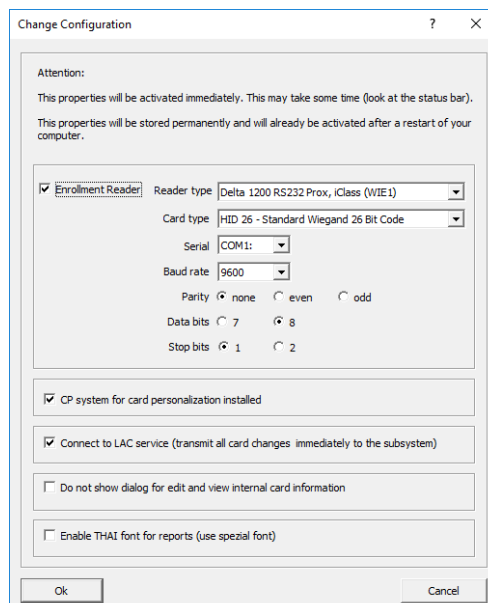 Change Configuration
?
Attention:
This properties will be activated immediately. This may take some time (look at the status bar).
This properties will be stored permanently and will already be activated after a restart of your
computer.
Enrollment Reader Reader type Delta 1200 RS232 Prox, iClass (WIE1)
Card type HID 26 - Standard Wiegand 26 Bit Code
Serial COM1:
Baud rate 9600
Parity none even odd
Data bits 7 8
Stop bits 1 2
CP system for card personalization installed
Connect to LAC service (transmit all card changes immediately to the subsystem)
Do not show dialog for edit and view internal card information
Enable THAI font for reports (use spezial font)
Ok Cancel